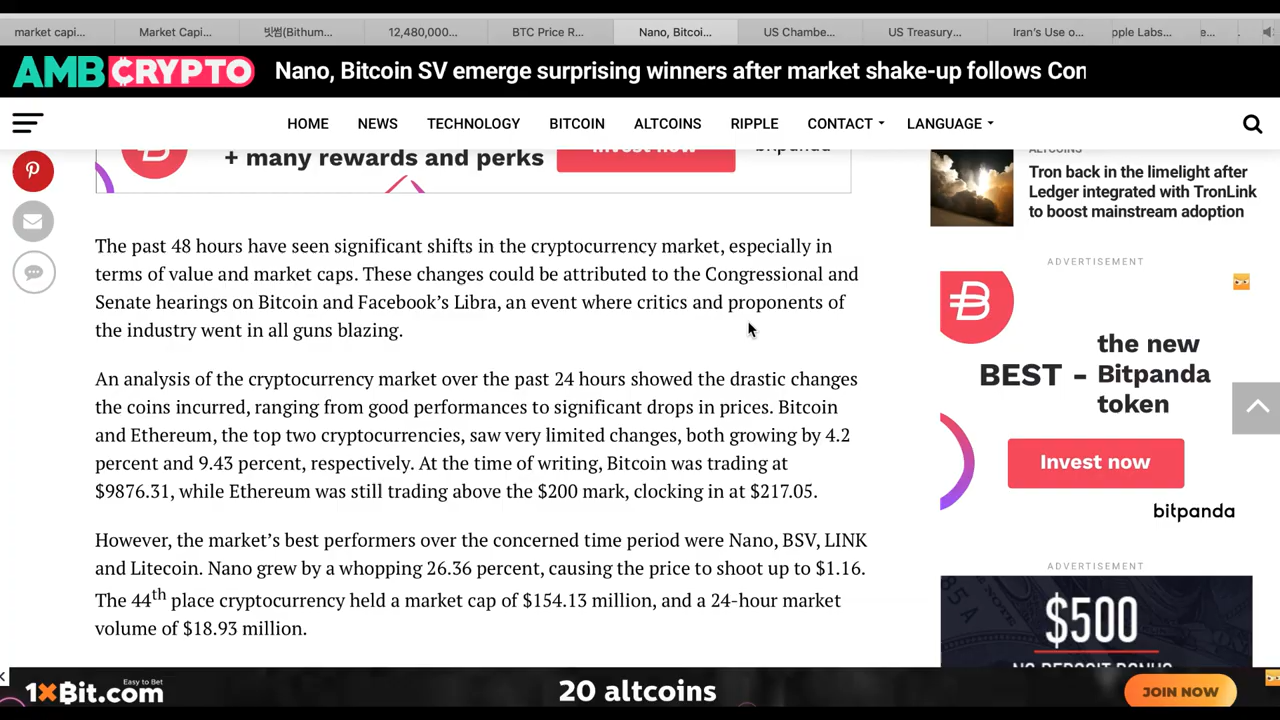 market capi...
Market Capi...
빗썸(Bithum...
12,480,000...
BTC Price R...
Nano, Bitcoi...
US Chambe...
US Treasury...
Iran's Use o...
pple Labs...
e...
AMBCRYPTO
Nano, Bitcoin SV emerge surprising winners after market shake-up follows Con
HOME
NEWS
TECHNOLOGY
BITCOIN
ALTCOINS
RIPPLE
CONTACT
LANGUAGE
+ many rewards and perks
Invest now
bitpanda
ALTCOINS
Tron back in the limelight after
Ledger integrated with TronLink
to boost mainstream adoption
The past 48 hours have seen significant shifts in the cryptocurrency market, especially in
terms of value and market caps. These changes could be attributed to the Congressional and
Senate hearings on Bitcoin and Facebook's Libra, an event where critics and proponents of
the industry went in all guns blazing.
An analysis of the cryptocurrency market over the past 24 hours showed the drastic changes
the coins incurred, ranging from good performances to significant drops in prices. Bitcoin
and Ethereum, the top two cryptocurrencies, saw very limited changes, both growing by 4.2
percent and 9.43 percent, respectively. At the time of writing, Bitcoin was trading at
$9876.31, while Ethereum was still trading above the $200 mark, clocking in at $217.05.
However, the market's best performers over the concerned time period were Nano, BSV, LINK
and Litecoin. Nano grew by a whopping 26.36 percent, causing the price to shoot up to $1.16.
The 44th place cryptocurrency held a market cap of $154.13 million, and a 24-hour market
volume of $18.93 million.
ADVERTISEMENT
BEST -
the new
Bitpanda
token
Invest now
bitpanda
ADVERTISEMENT
$500
NO DEPOSIT BONUS
Easy to Bet
1XBit.com
20 altcoins
JOIN NOW